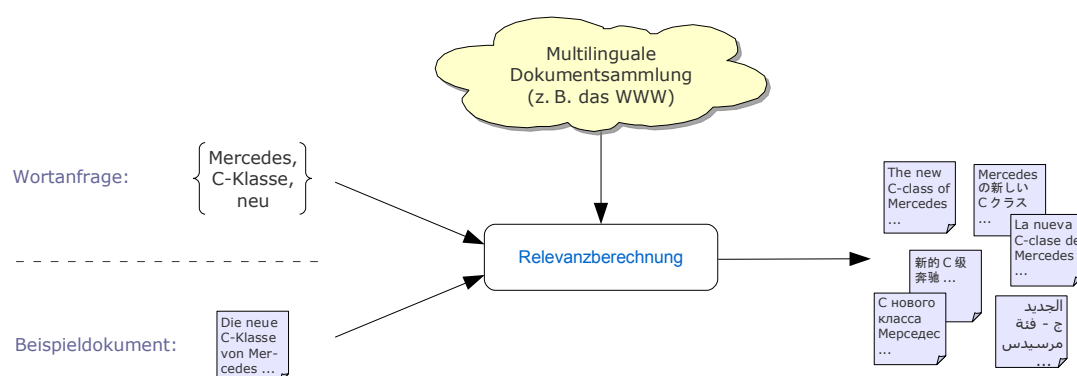 Multilinguale
Dokumentsammlung
(z. B. das WWW)
Wortanfrage:
Mercedes,
C-Klasse,
neu
Relevanzberechnung
Beispieldokument:
Die neue
C-Klasse
von Mer-
cedes ...
The new
C-class of
Mercedes
...
Mercedes
の新しい
C クラス
...
La nueva
C-clase de
Mercedes
...
新的 C 级
奔驰 ...
С нового
класса
Мерседес
...
الجديد
ج - فئة
مرسيدس
...